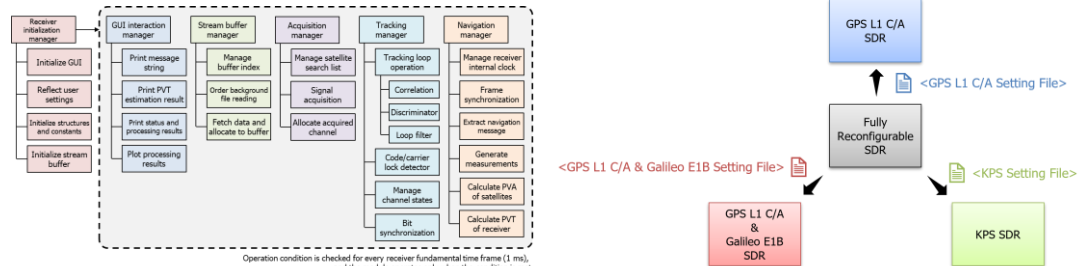 Receiver
initialization
manager
Initialize GUI
Reflect user
settings
Initialize structures
and constants
Initialize stream
buffer
GUI interaction
manager
Print message
string
Print PVT
estimation result
Print status and
processing results
Plot processing
results
Stream buffer
manager
Manage
buffer index
Order background
file reading
Fetch data and
allocate to buffer
Acquisition
manager
Manage satellite
search list
Signal
acquisition
Allocate acquired
channel
Tracking
manager
Tracking loop
operation
Correlation
Discriminator
Loop filter
Code/carrier
lock detector
Manage
channel states
Bit
synchronization
Navigation
manager
Manage receiver
internal clock
Frame
synchronization
Extract navigation
message
Generate
measurements
Calculate PVA
of satellites
Calculate PVT
of receiver
Operation condition is checked for every receiver fundamental time frame (1 ms),
GPS L1 C/A
SDR
<GPS L1 C/A Setting File>
Fully
Reconfigurable
SDR
<GPS L1 C/A & Galileo E1B Setting File>
<KPS Setting File>
GPS L1 C/A
&
Galileo E1B
SDR
KPS SDR